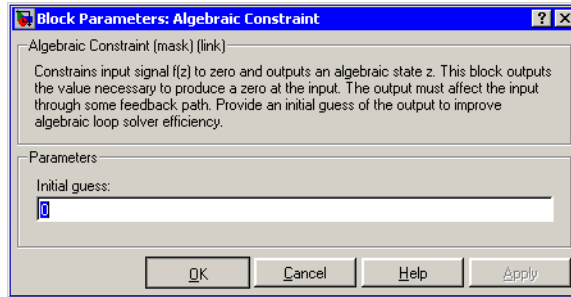 Block Parameters: Algebraic Constraint
Algebraic Constraint (mask) (link)
Constrains input signal f(z) to zero and outputs an algebraic state z. This block outputs
the value necessary to produce a zero at the input. The output must affect the input
through some feedback path. Provide an initial guess of the output to improve
algebraic loop solver efficiency.
Parameters
Initial guess:
0
OK Cancel Help Apply